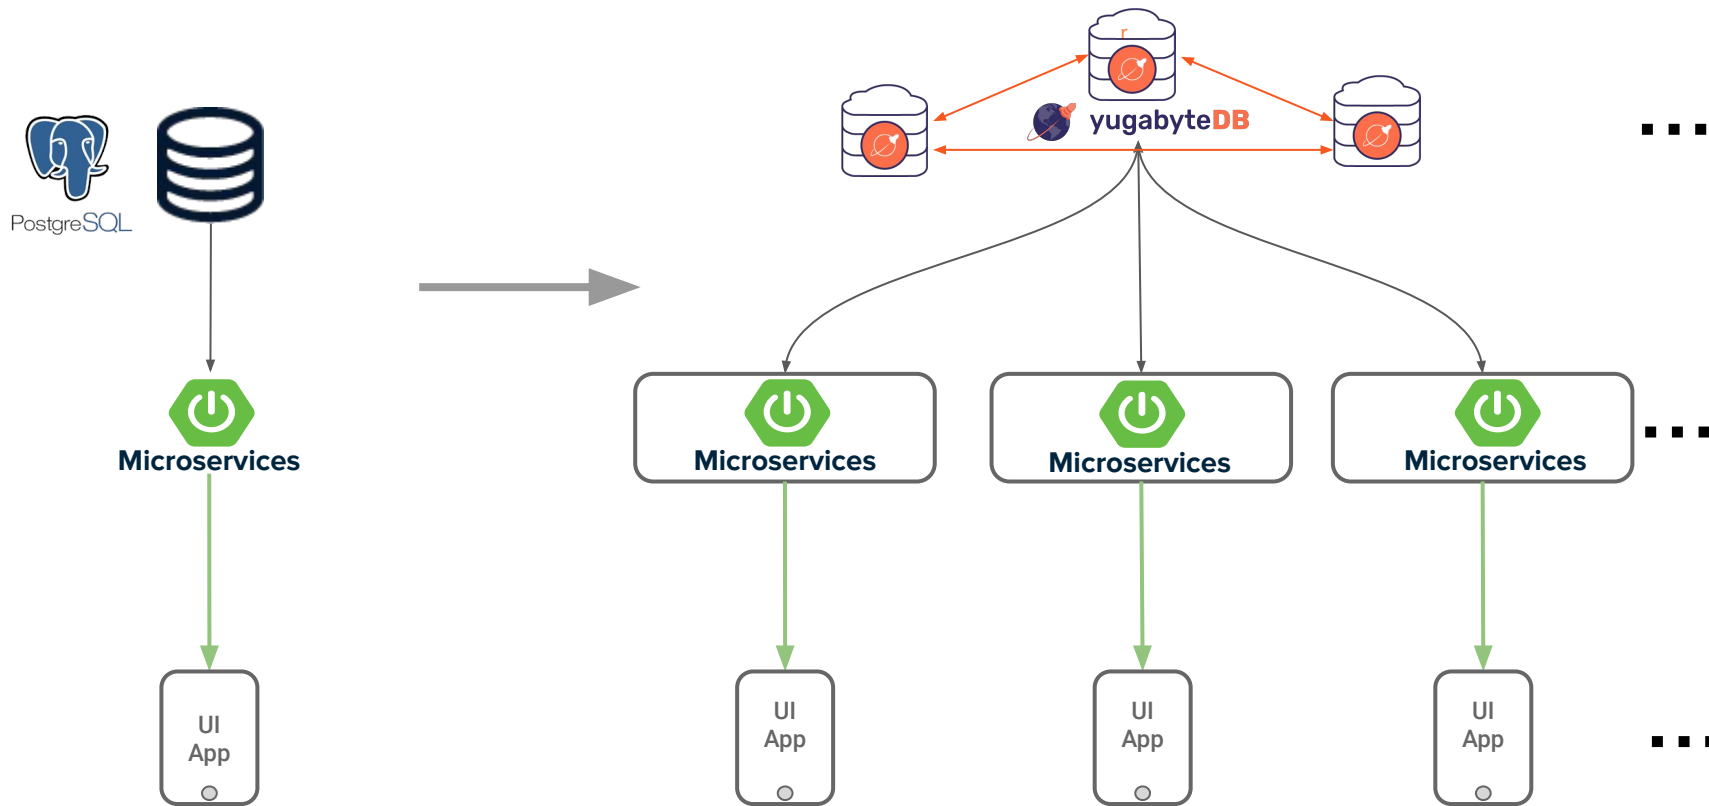 r
yugabyteDB
PostgreSQL
Microservices
Microservices
Microservices
Microservices
UI
App
UI
App
UI
App
UI
App